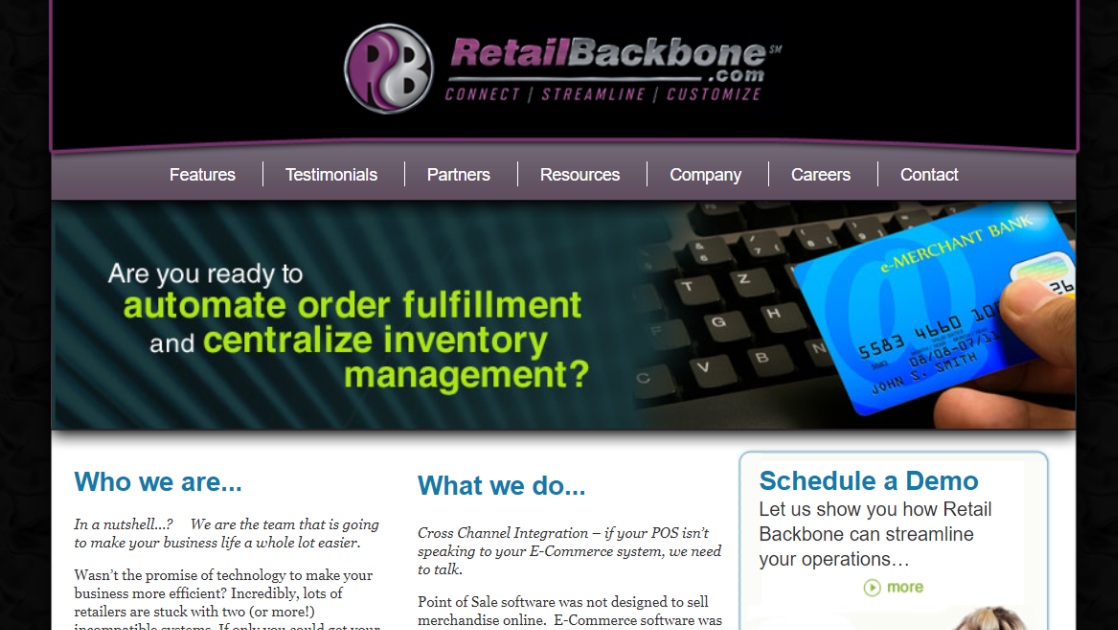 RB
RetailBackbone SM
.com
CONNECT | STREAMLINE | CUSTOMIZE
Features
Testimonials
Partners
Resources
Company
Careers
Contact
Are you ready to
automate order fulfillment
and centralize inventory
management?
e-MERCHANT BANK
5583 4660 10
5583
08/08-07/11
JOHN S. SMITH
T Z
G H
C V B N
Who we are...
In a nutshell...? We are the team that is going
to make your business life a whole lot easier.
Wasn't the promise of technology to make your
business more efficient? Incredibly, lots of
retailers are stuck with two (or more!)
incompatible systems. If only you could get your
What we do...
Cross Channel Integration – if your POS isn't
speaking to your E-Commerce system, we need
to talk.
Point of Sale software was not designed to sell
merchandise online. E-Commerce software was
Schedule a Demo
Let us show you how Retail
Backbone can streamline
your operations…
more